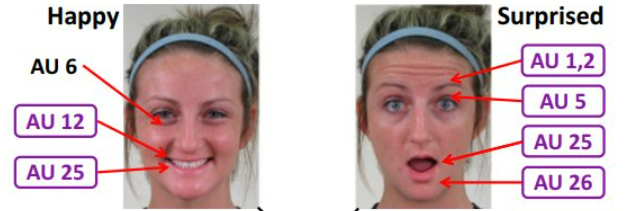 Happy
AU 6
AU 12
AU 25
Surprised
AU 1,2
AU 5
AU 25
AU 26